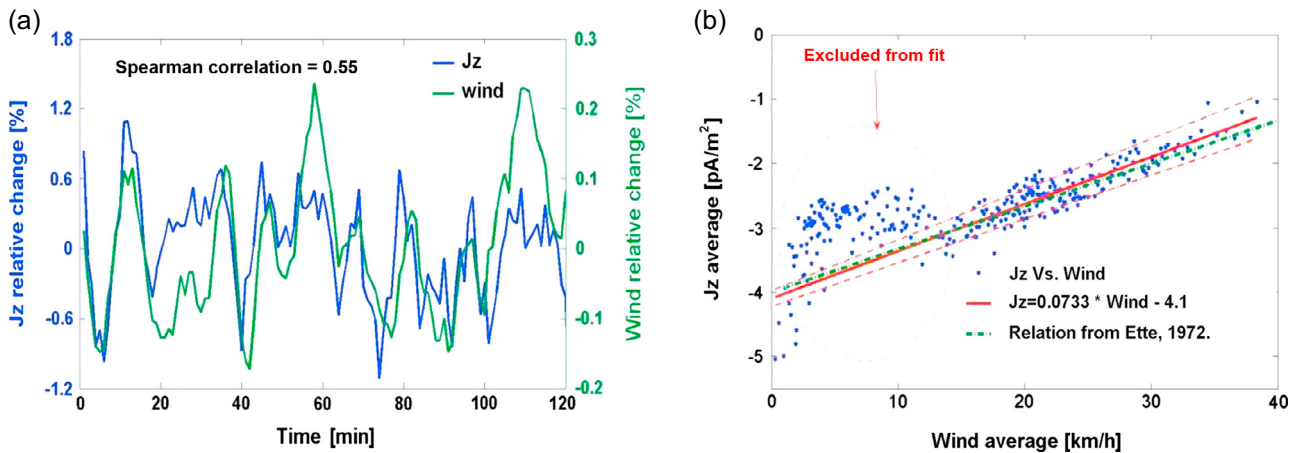 (a)
1.8
1.2
0.6
0
-0.6
-1.2
Jz relative change [%]
Spearman correlation = 0.55
Jz
wind
0.3
0.2
0.1
0
-0.1
-0.2
Wind relative change [%]
0 20 40 60 80 100 120
Time [min]
(b)
0
-1
-2
-3
-4
-5
Jz average [pA/m²]
Excluded from fit
Jz Vs. Wind
Jz=0.0733 * Wind - 4.1
Relation from Ette, 1972.
0 10 20 30 40
Wind average [km/h]